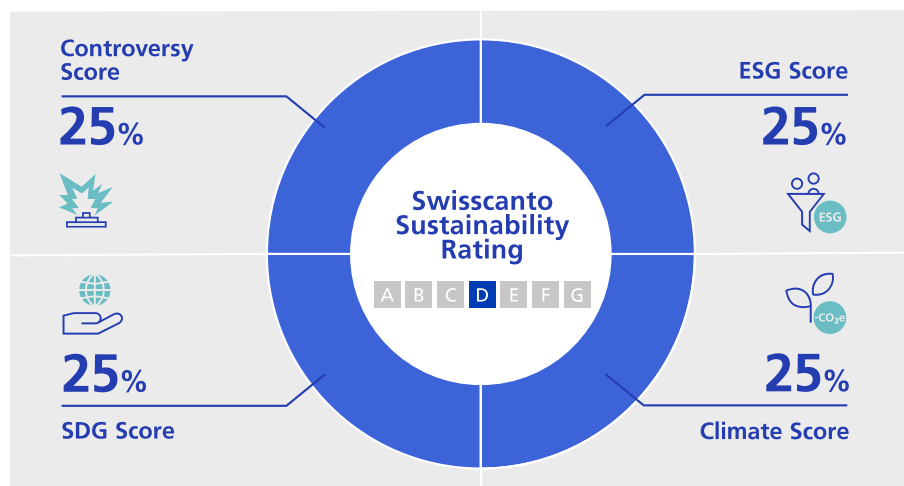 Controversy
Score
25%
ESG Score
25%
ESG
Swisscanto
Sustainability
Rating
A B C D E F G
25%
SDG Score
-CO₂e
25%
Climate Score